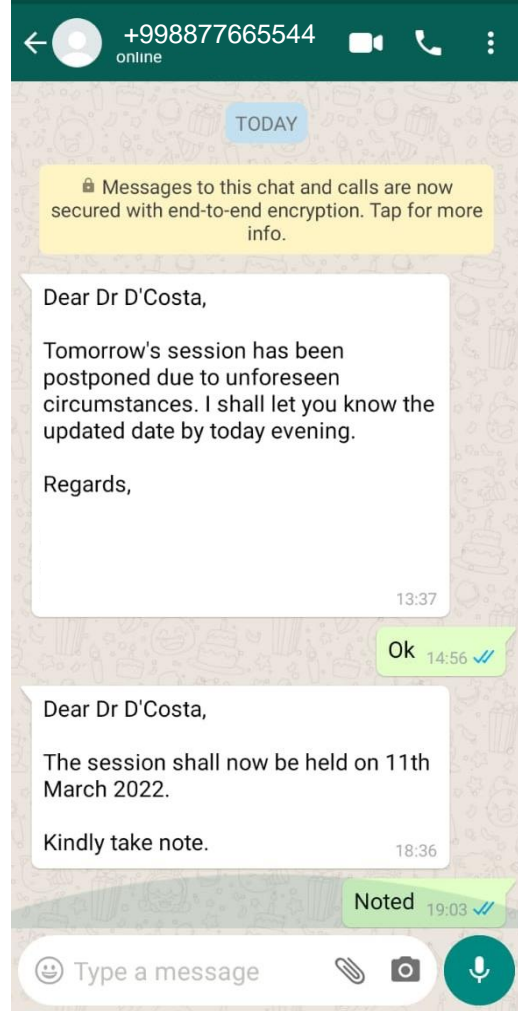 +998877665544
online
TODAY
Messages to this chat and calls are now
secured with end-to-end encryption. Tap for more
info.
Dear Dr D'Costa,
Tomorrow's session has been
postponed due to unforeseen
circumstances. I shall let you know the
updated date by today evening.
Regards,
13:37
Ok 14:56
Dear Dr D'Costa,
The session shall now be held on 11th
March 2022.
Kindly take note.
18:36
Noted 19:03
Type a message